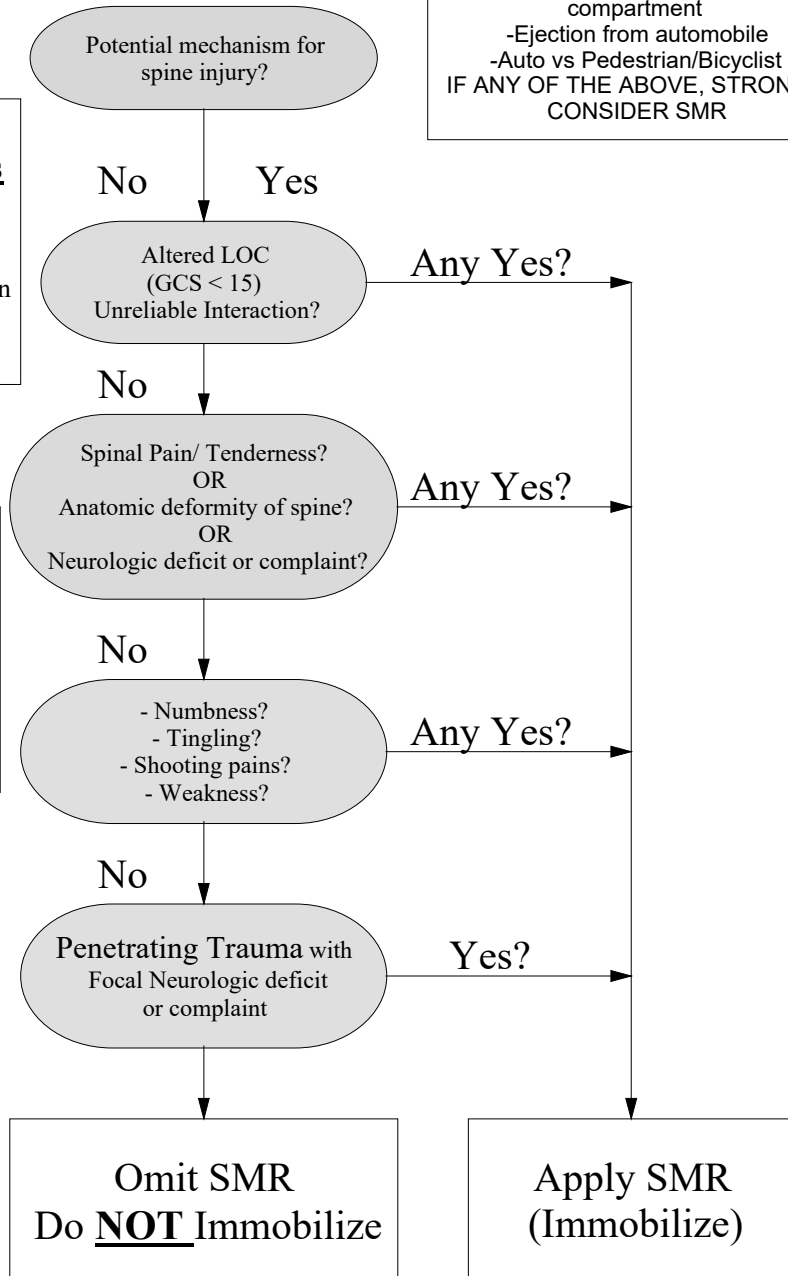 compartment
-Ejection from automobile
-Auto vs Pedestrian/Bicyclist
IF ANY OF THE ABOVE,
CONSIDER SMR
Potential mechanism for
spine injury?
No Yes
Altered LOC
(GCS < 15)
Unreliable Interaction?
Any Yes?
No
Spinal Pain/ Tenderness?
OR
Anatomic deformity of spine?
OR
Neurologic deficit or complaint?
Any Yes?
No
- Numbness?
- Tingling?
- Shooting pains?
- Weakness?
Any Yes?
No
Penetrating Trauma with
Focal Neurologic deficit
or complaint
Yes?
Omit SMR
Do NOT Immobilize
Apply SMR
(Immobilize)